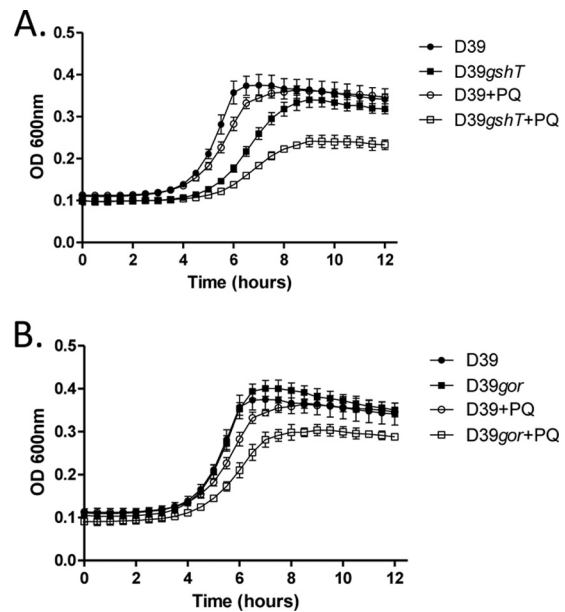 A.
0.5
0.4
0.3
0.2
0.1
0.0
OD 600nm
0 2 4 6 8 10 12
Time (hours)
D39
D39gshT
D39+PQ
D39gshT+PQ
B.
0.5
0.4
0.3
0.2
0.1
0.0
OD 600nm
0 2 4 6 8 10 12
Time (hours)
D39
D39gor
D39+PQ
D39gor+PQ